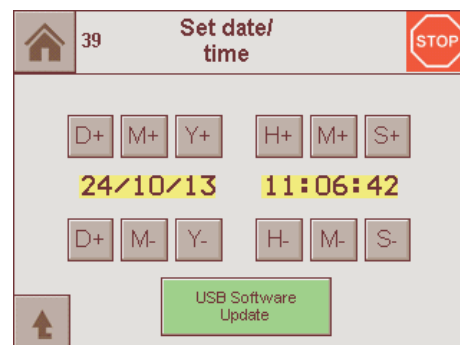 39
Set date/
time
STOP
D+ M+ Y+ H+ M+ S+
24/10/13 11:06:42
D+ M- Y- H- M- S-
USB Software
Update